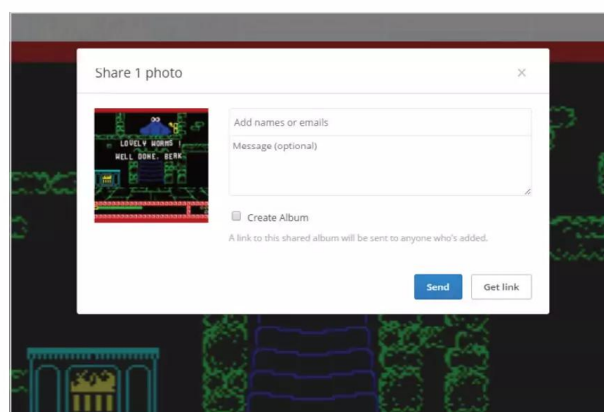 Share 1 photo
×
LOVELY WORMS !
WELL DONE, BERK
Add names or emails
Message (optional)
Create Album
A link to this shared album will be sent to anyone who's added.
Send
Get link